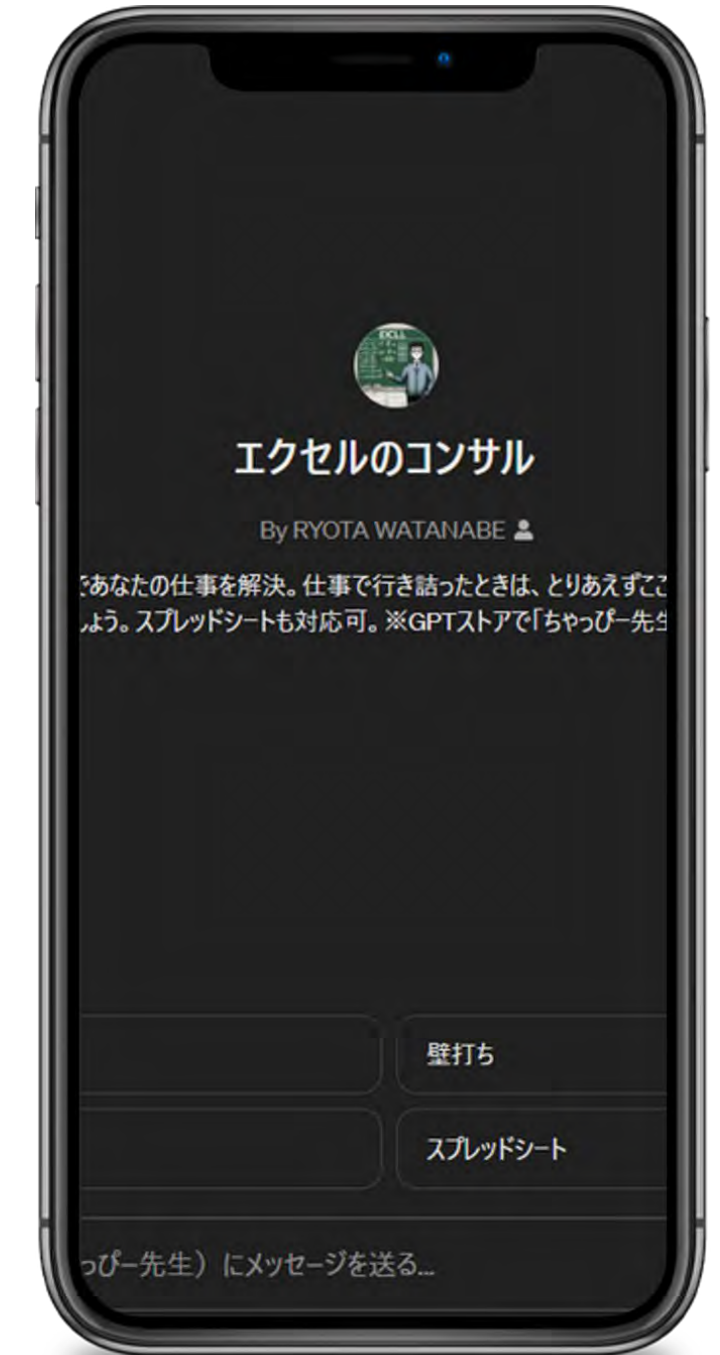 エクセルのコンサル
By RYOTA WATANABE
であなたの仕事を解決。仕事で行き詰ったときは、とりあえずここ
しょう。スプレッドシートも対応可。※GPTストアで「ちゃっぴー先生
壁打ち
スプレッドシート
っぴー先生）にメッセージを送る...